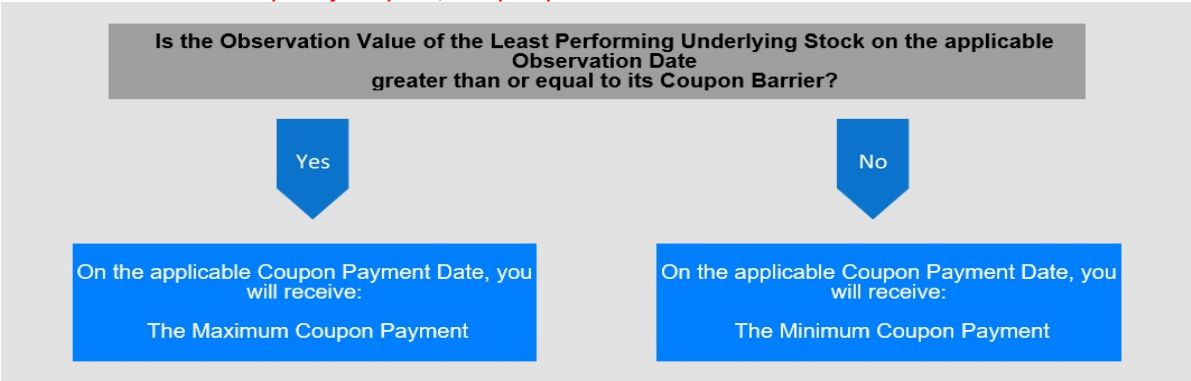 Is the Observation Value of the Least Performing Underlying Stock on the applicable
Observation Date
greater than or equal to its Coupon Barrier?
Yes
No
On the applicable Coupon Payment Date, you
will receive:
The Maximum Coupon Payment
On the applicable Coupon Payment Date, you
will receive:
The Minimum Coupon Payment